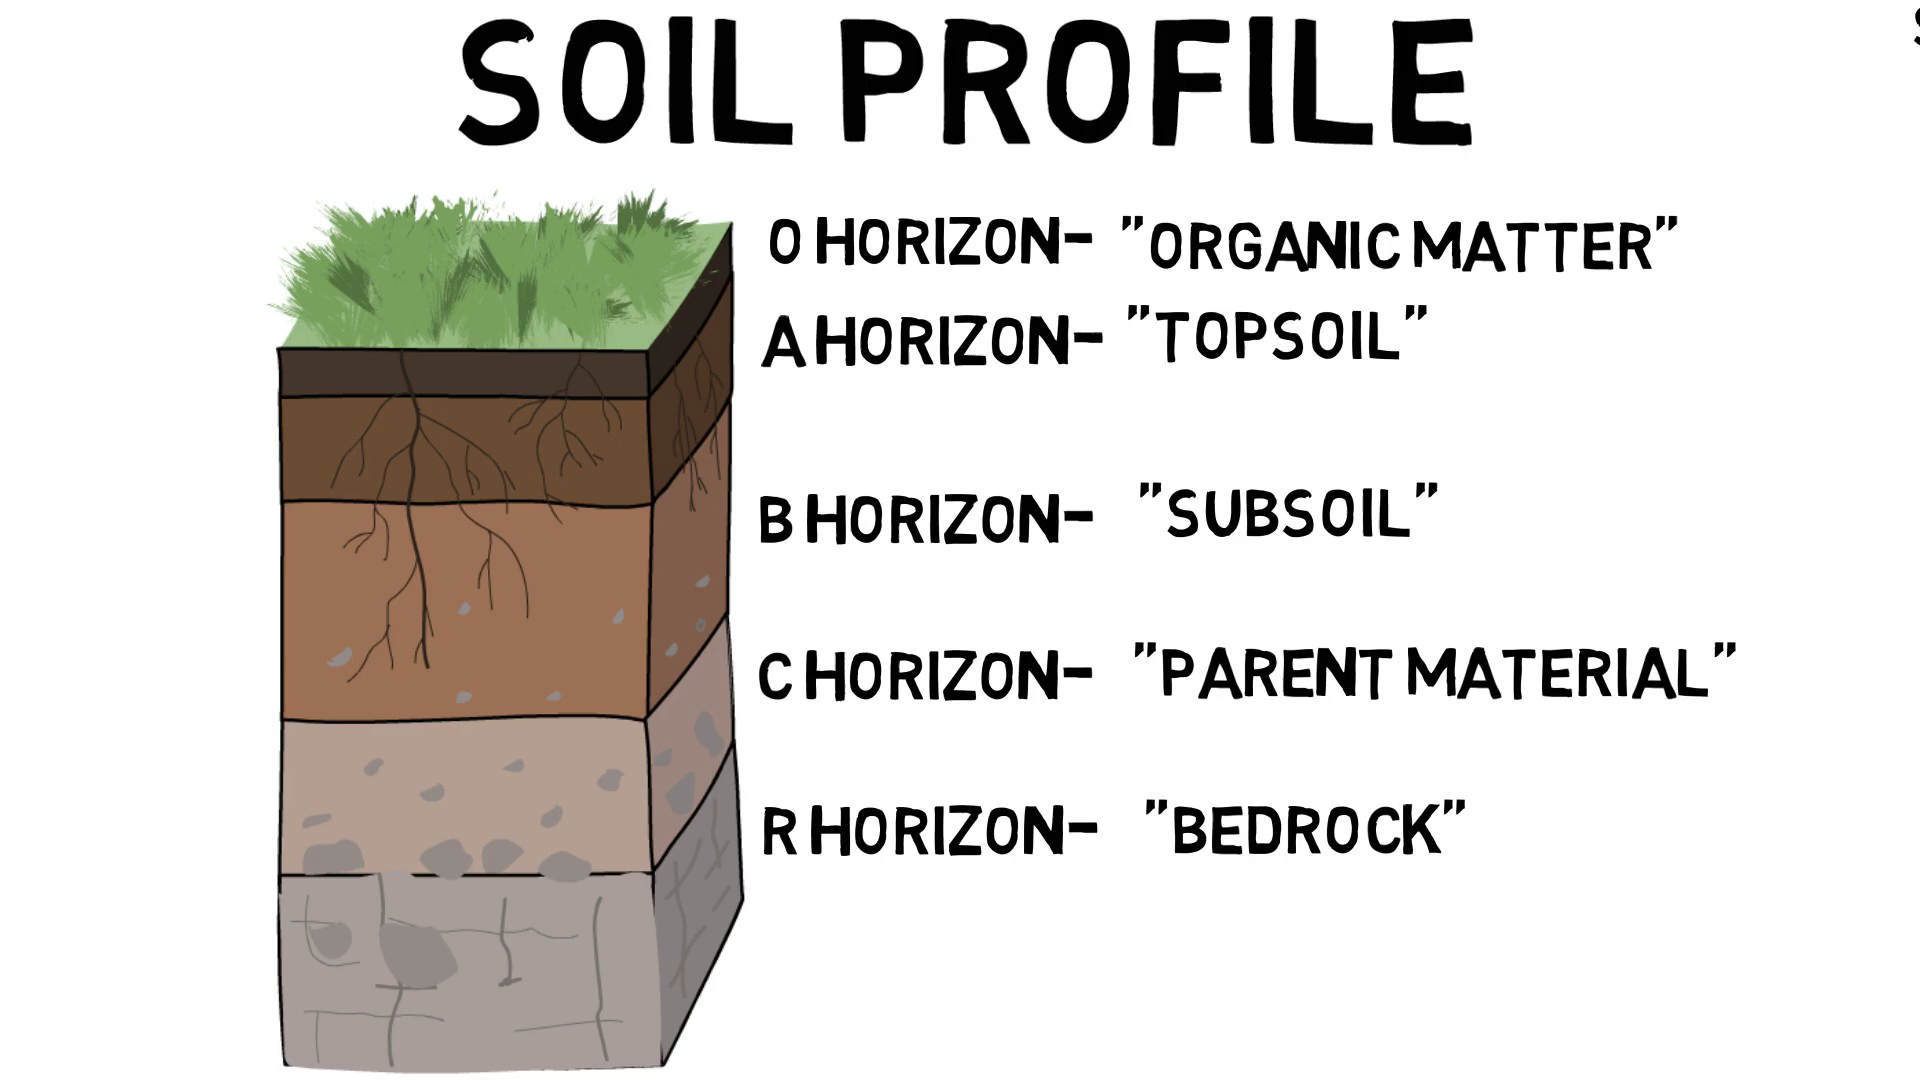 SOIL PROFILE
O HORIZON- "ORGANIC MATTER"
A HORIZON- "TOPSOIL"
B HORIZON- "SUBSOIL"
C HORIZON- "PARENT MATERIAL"
R HORIZON- "BEDROCK"